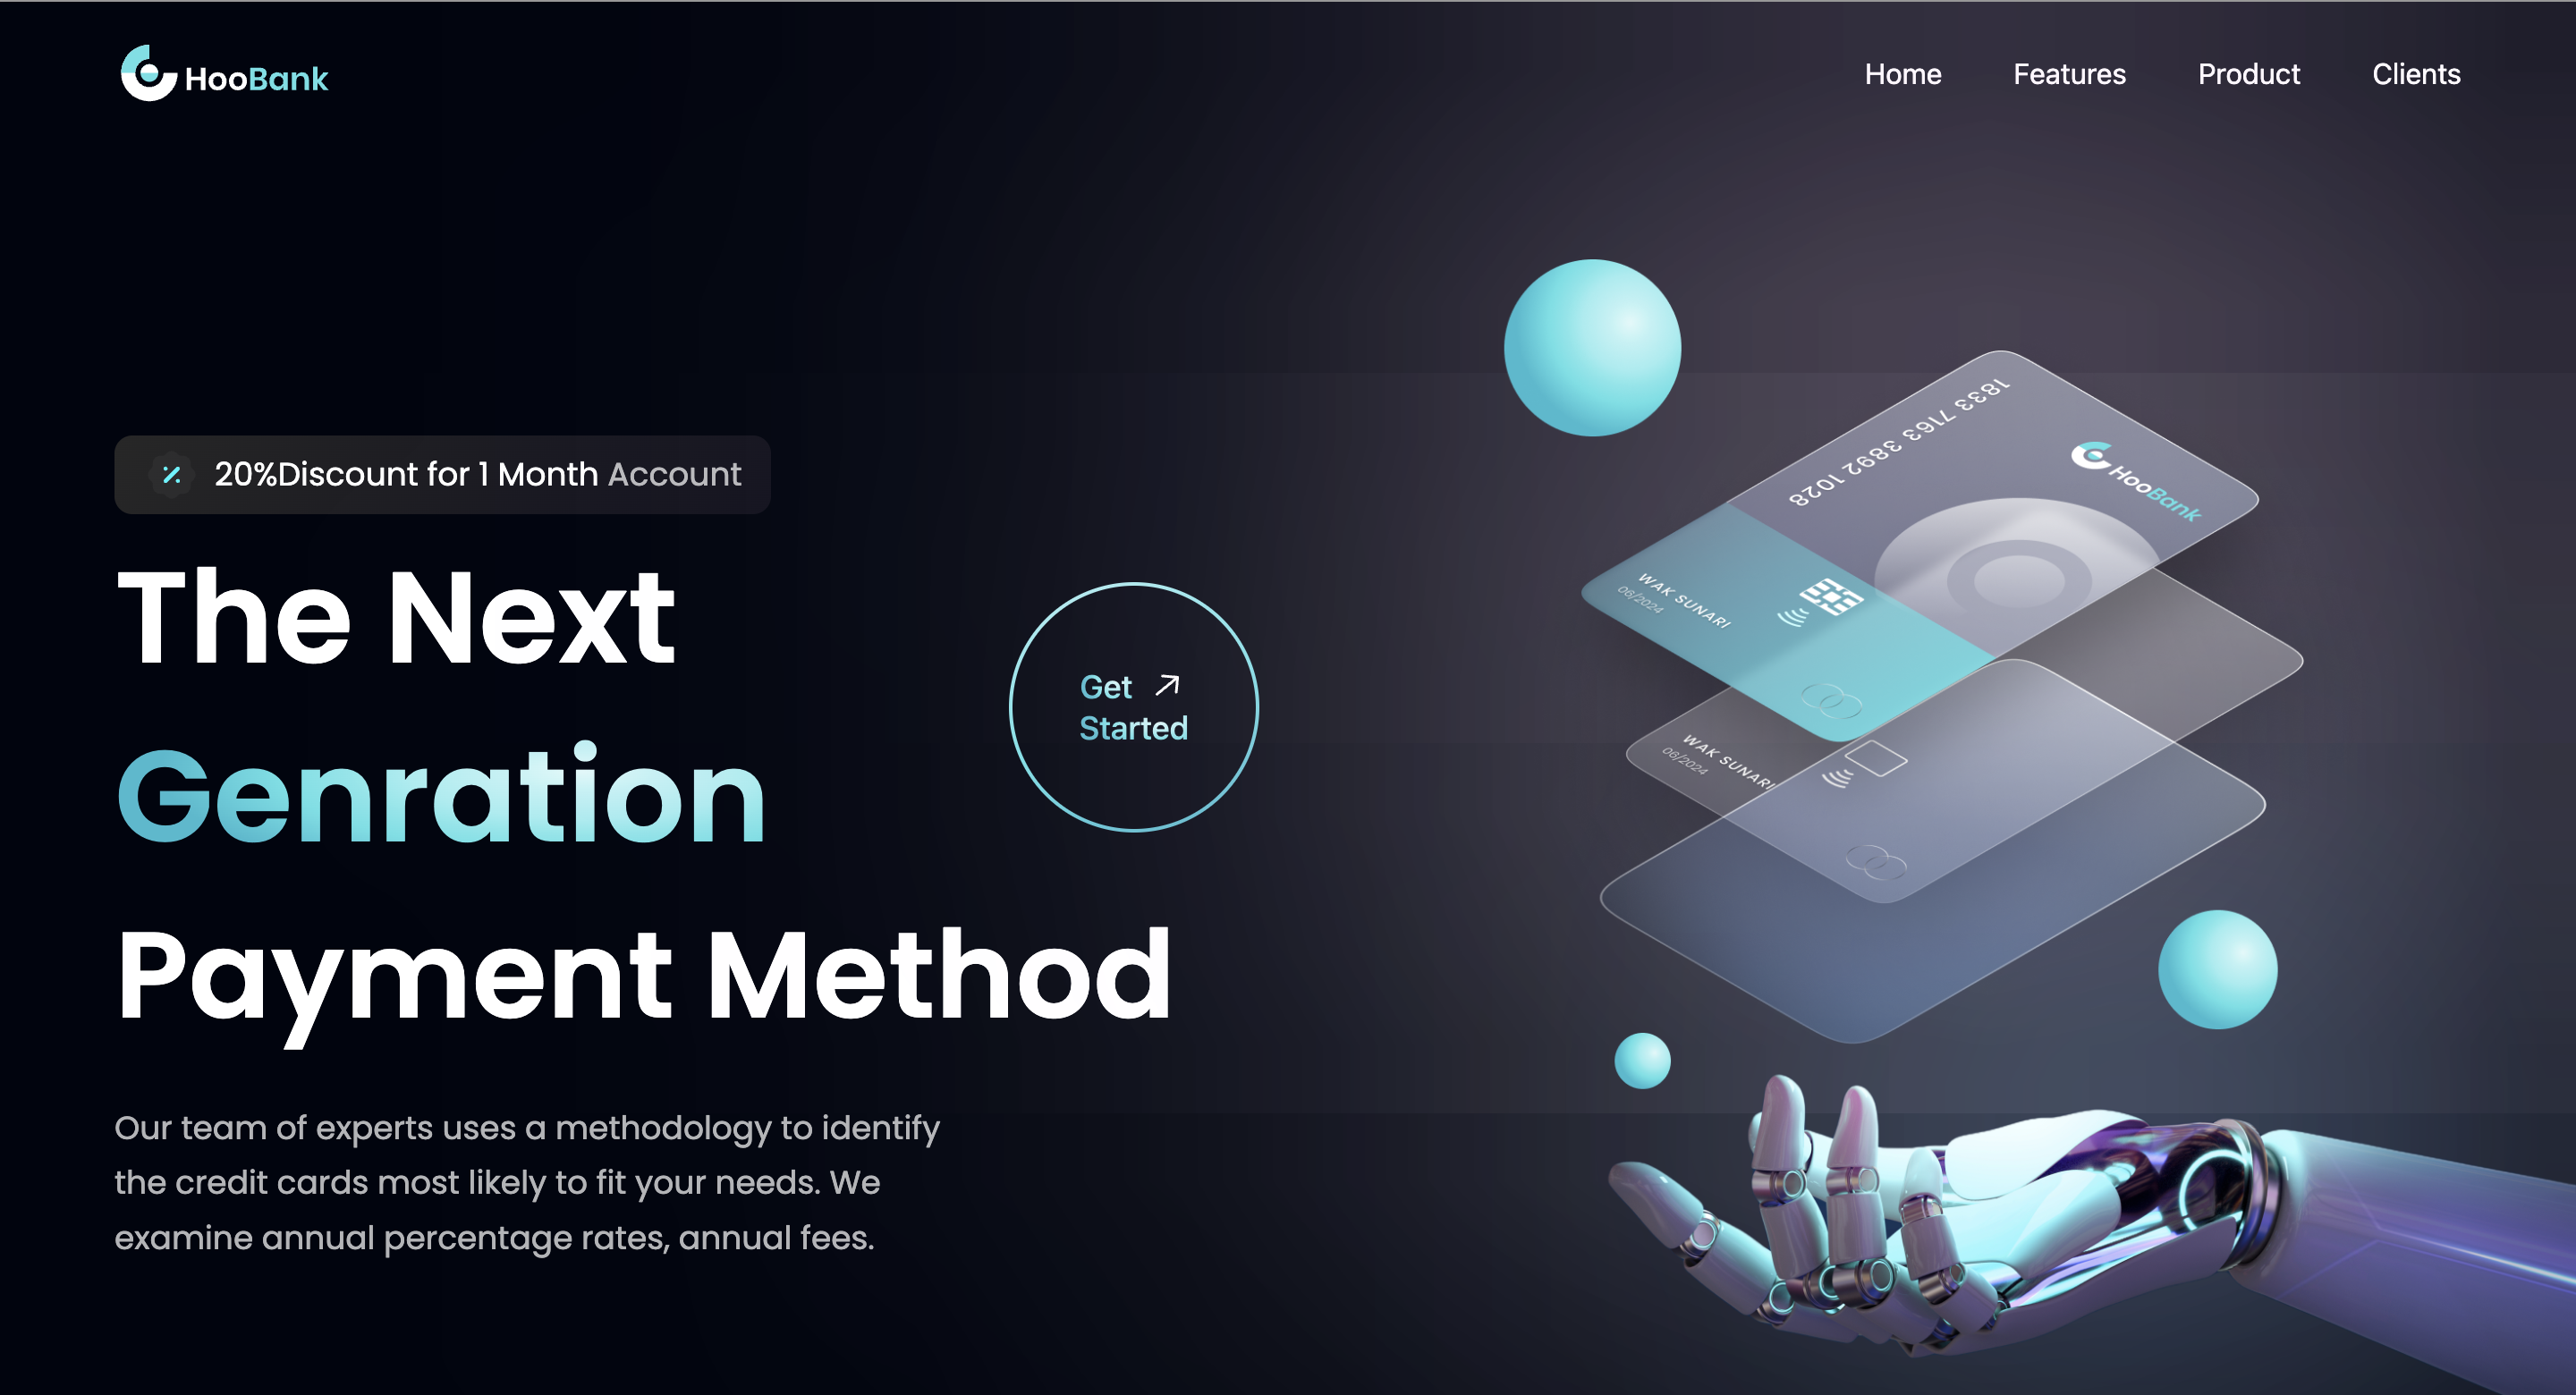 HooBank
Home Features Product Clients
20%Discount for 1 Month Account
The Next
Genration
Payment Method
Get
Started
Our team of experts uses a methodology to identify
the credit cards most likely to fit your needs. We
examine annual percentage rates, annual fees.
1833 7163 3892 1028
HooBank
WAK SUNARI
06/2024
WAK SUNARI
06/2024